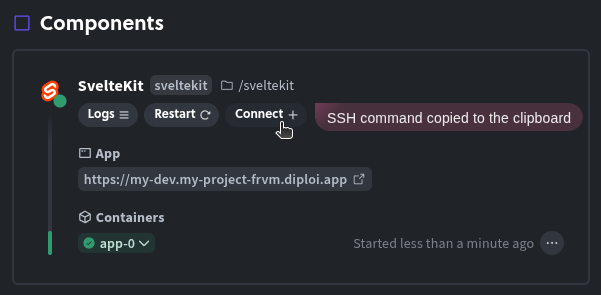 Components
SvelteKit sveltekit /sveltekit
Logs Restart Connect + SSH command copied to the clipboard
App
https://my-dev.my-project-frvm.diploi.app
Containers
app-0 Started less than a minute ago ...